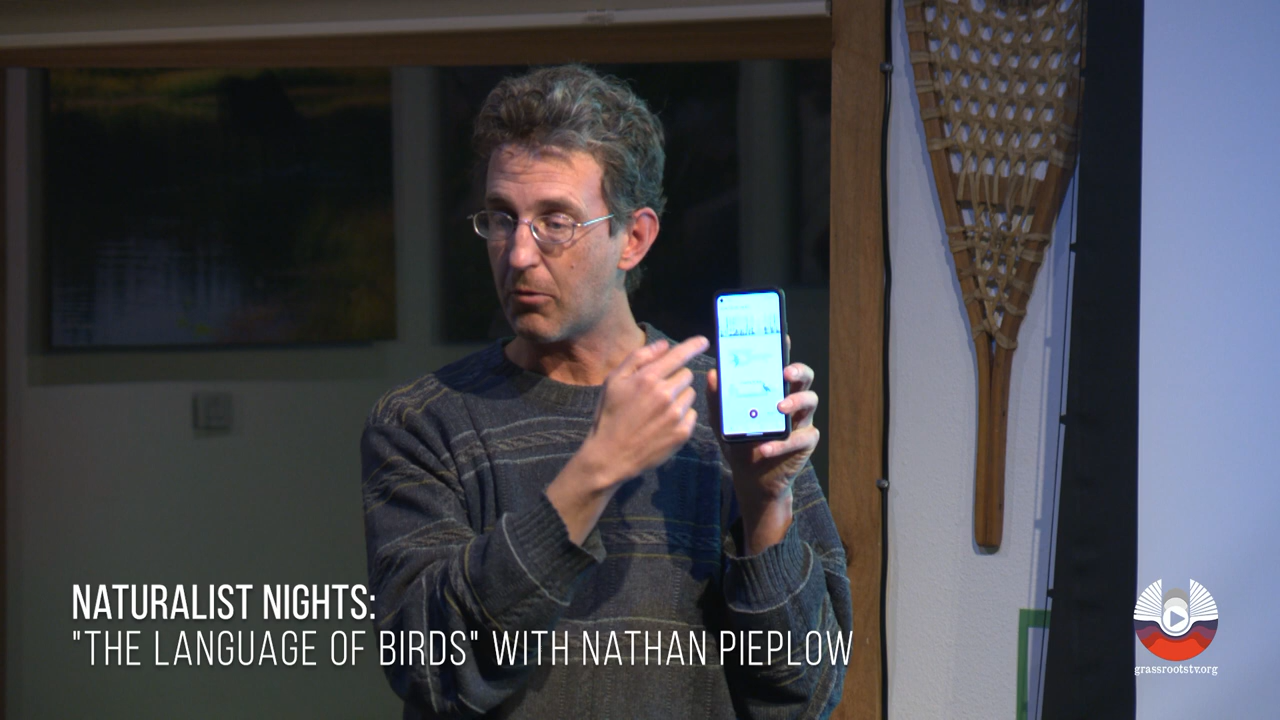 NATURALIST NIGHTS:
"THE LANGUAGE OF BIRDS" WITH NATHAN PIEPLOW
grassrootstv.org